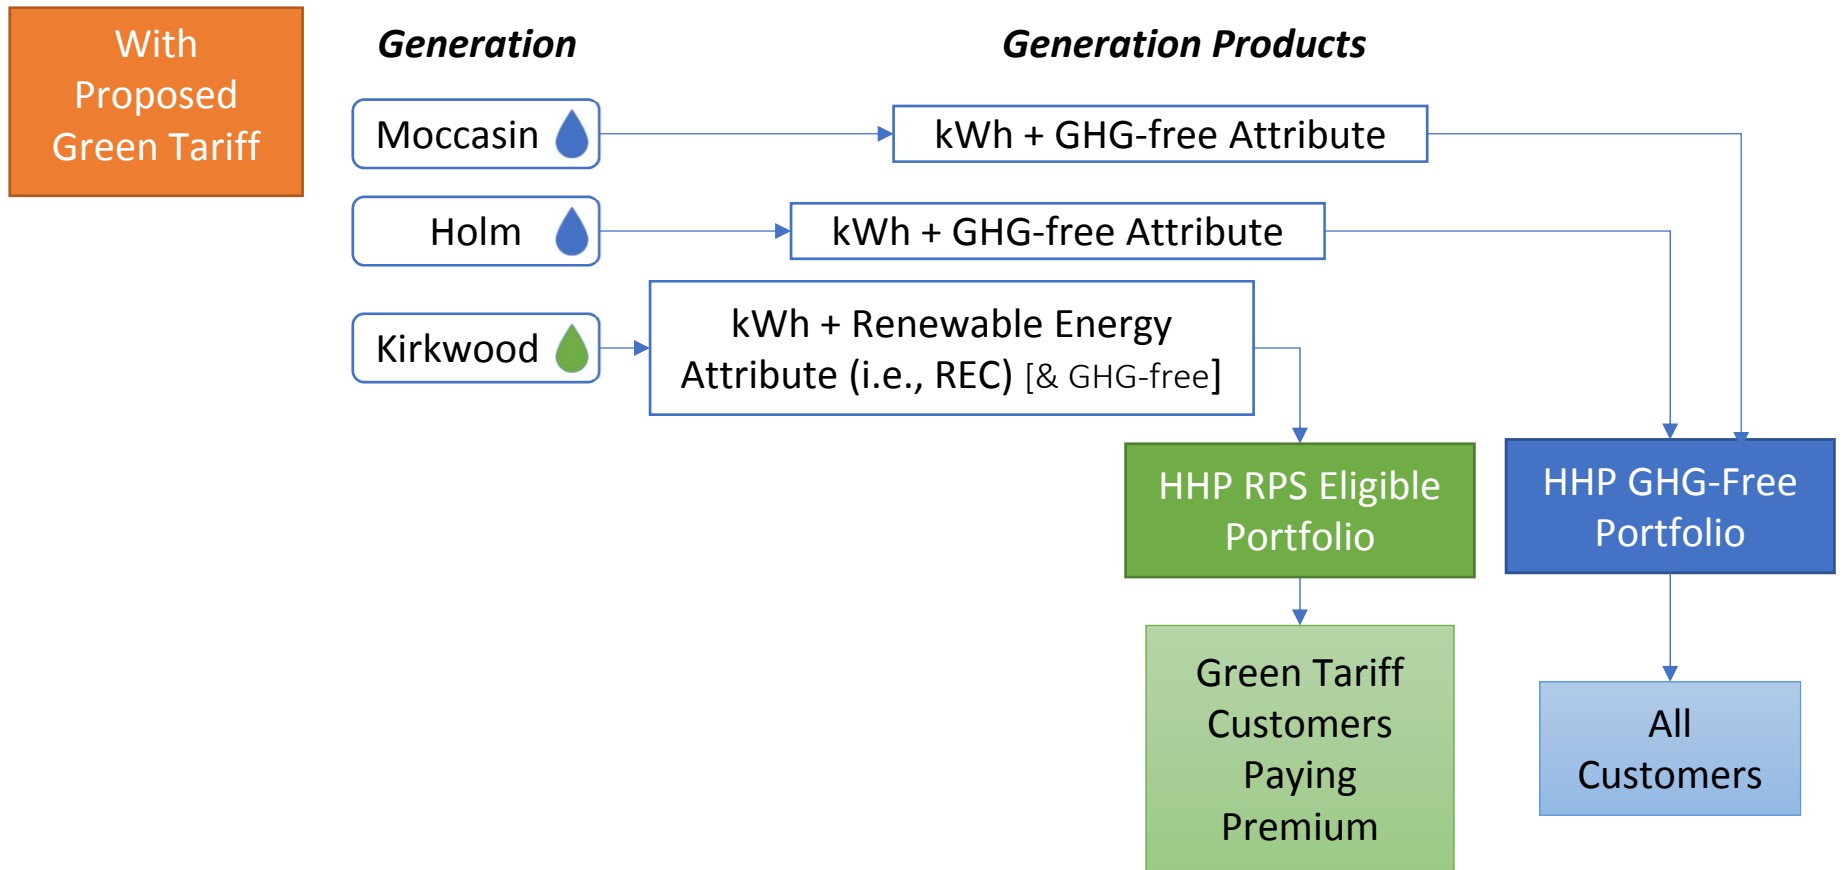 With
Proposed
Green Tariff
Generation
Generation Products
Moccasin
kWh + GHG-free Attribute
Holm
kWh + GHG-free Attribute
Kirkwood
kWh + Renewable Energy
Attribute (i.e., REC) [& GHG-free]
HHP RPS Eligible
Portfolio
HHP GHG-Free
Portfolio
Green Tariff
Customers
Paying
Premium
All
Customers